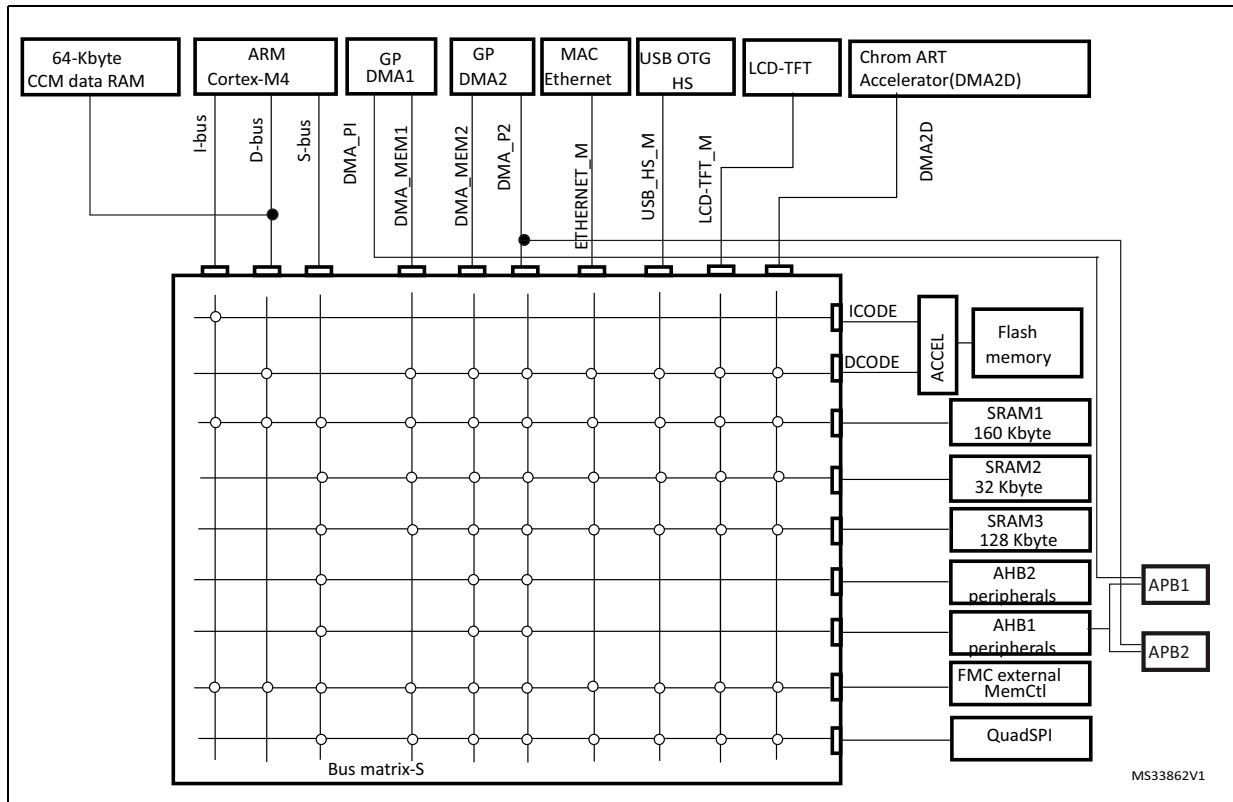 64-Kbyte
CCM data RAM
ARM
Cortex-M4
GP
DMA1
GP
DMA2
MAC
Ethernet
USB OTG
HS
LCD-TFT
Chrom ART
Accelerator(DMA2D)
I-bus
D-bus
S-bus
DMA_PI
DMA_MEM1
DMA_MEM2
DMA_P2
ETHERNET_M
USB_HS_M
LCD-TFT_M
DMA2D
ICODE
DCODE
ACCEL
Flash
memory
SRAM1
160 Kbyte
SRAM2
32 Kbyte
SRAM3
128 Kbyte
AHB2
peripherals
AHB1
peripherals
FMC external
MemCtl
QuadSPI
APB1
APB2
Bus matrix-S
MS33862V1